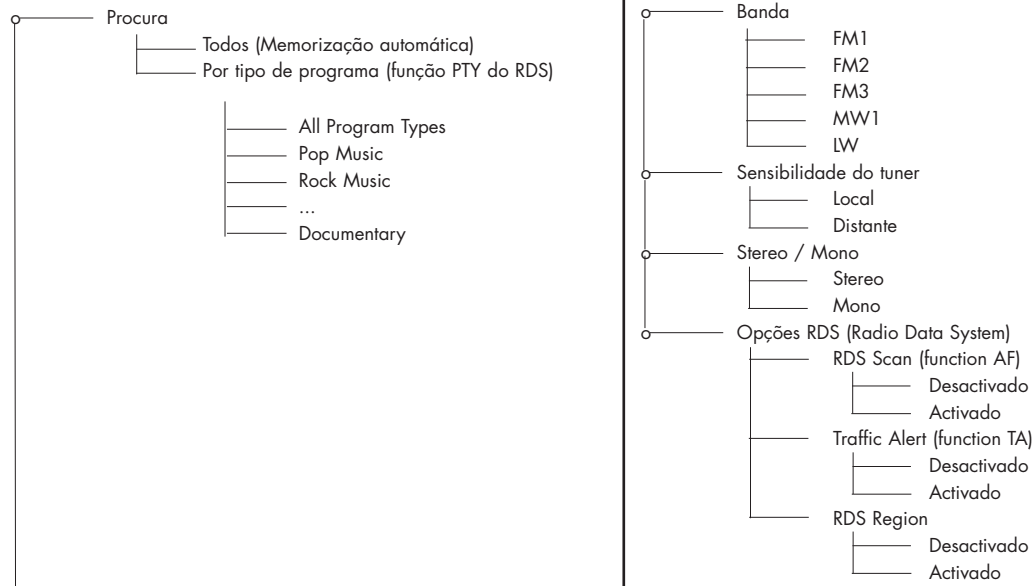 Procura
Todos (Memorização automática)
Por tipo de programa (função PTY do RDS)
All Program Types
Pop Music
Rock Music
...
Documentary
Banda
FM1
FM2
FM3
MW1
LW
Sensibilidade do tuner
Local
Distante
Stereo / Mono
Stereo
Mono
Opções RDS (Radio Data System)
RDS Scan (function AF)
Desactivado
Activado
Traffic Alert (function TA)
Desactivado
Activado
RDS Region
Desactivado
Activado